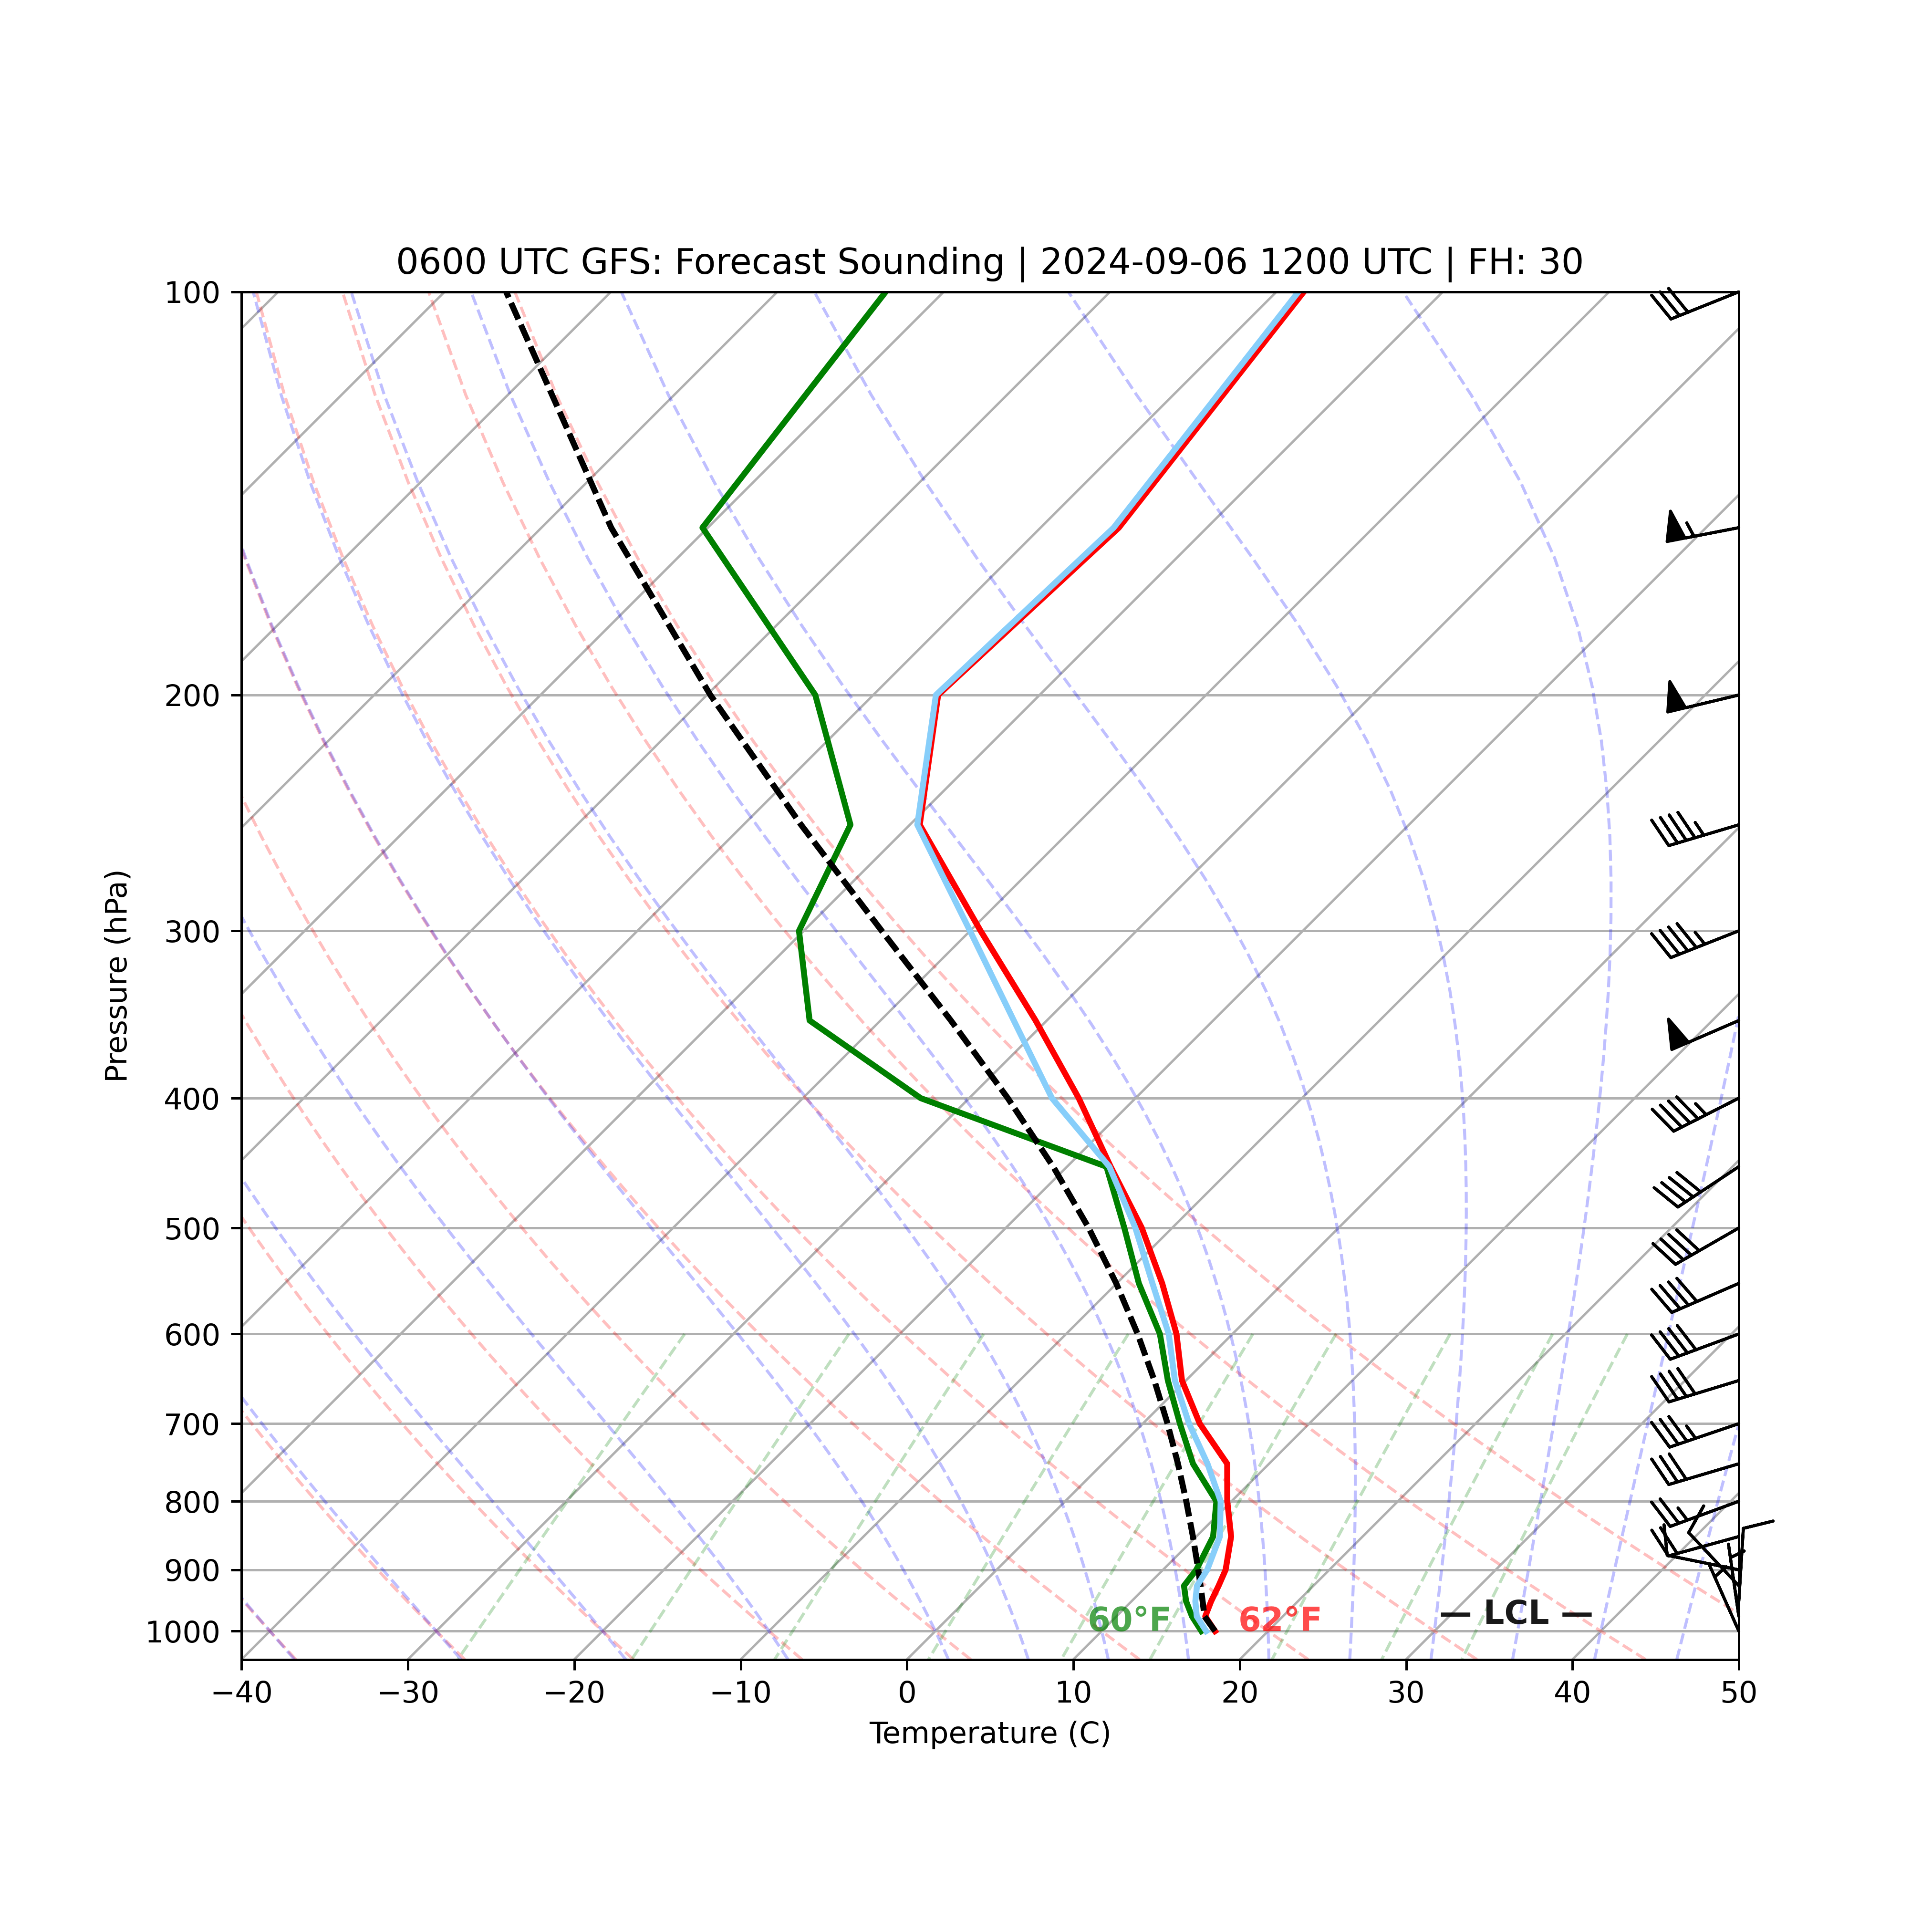 0600 UTC GFS: Forecast Sounding | 2024-09-06 1200 UTC | FH: 30
100
200
300
400
500
600
700
800
900
1000
Pressure (hPa)
60°F
62°F
— LCL —
−40 −30 −20 −10 0 10 20 30 40 50
Temperature (C)